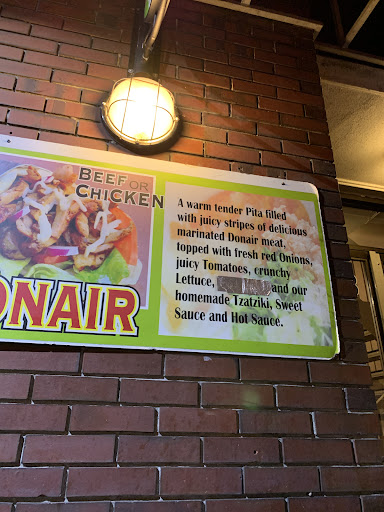 BEEF OR
CHICKEN
ONAIR
A warm tender Pita filled
with juicy stripes of delicious
marinated Donair meat,
topped with fresh red Onions,
juicy Tomatoes, crunchy
Lettuce, and our
homemade Tzatziki, Sweet
Sauce and Hot Sauce.